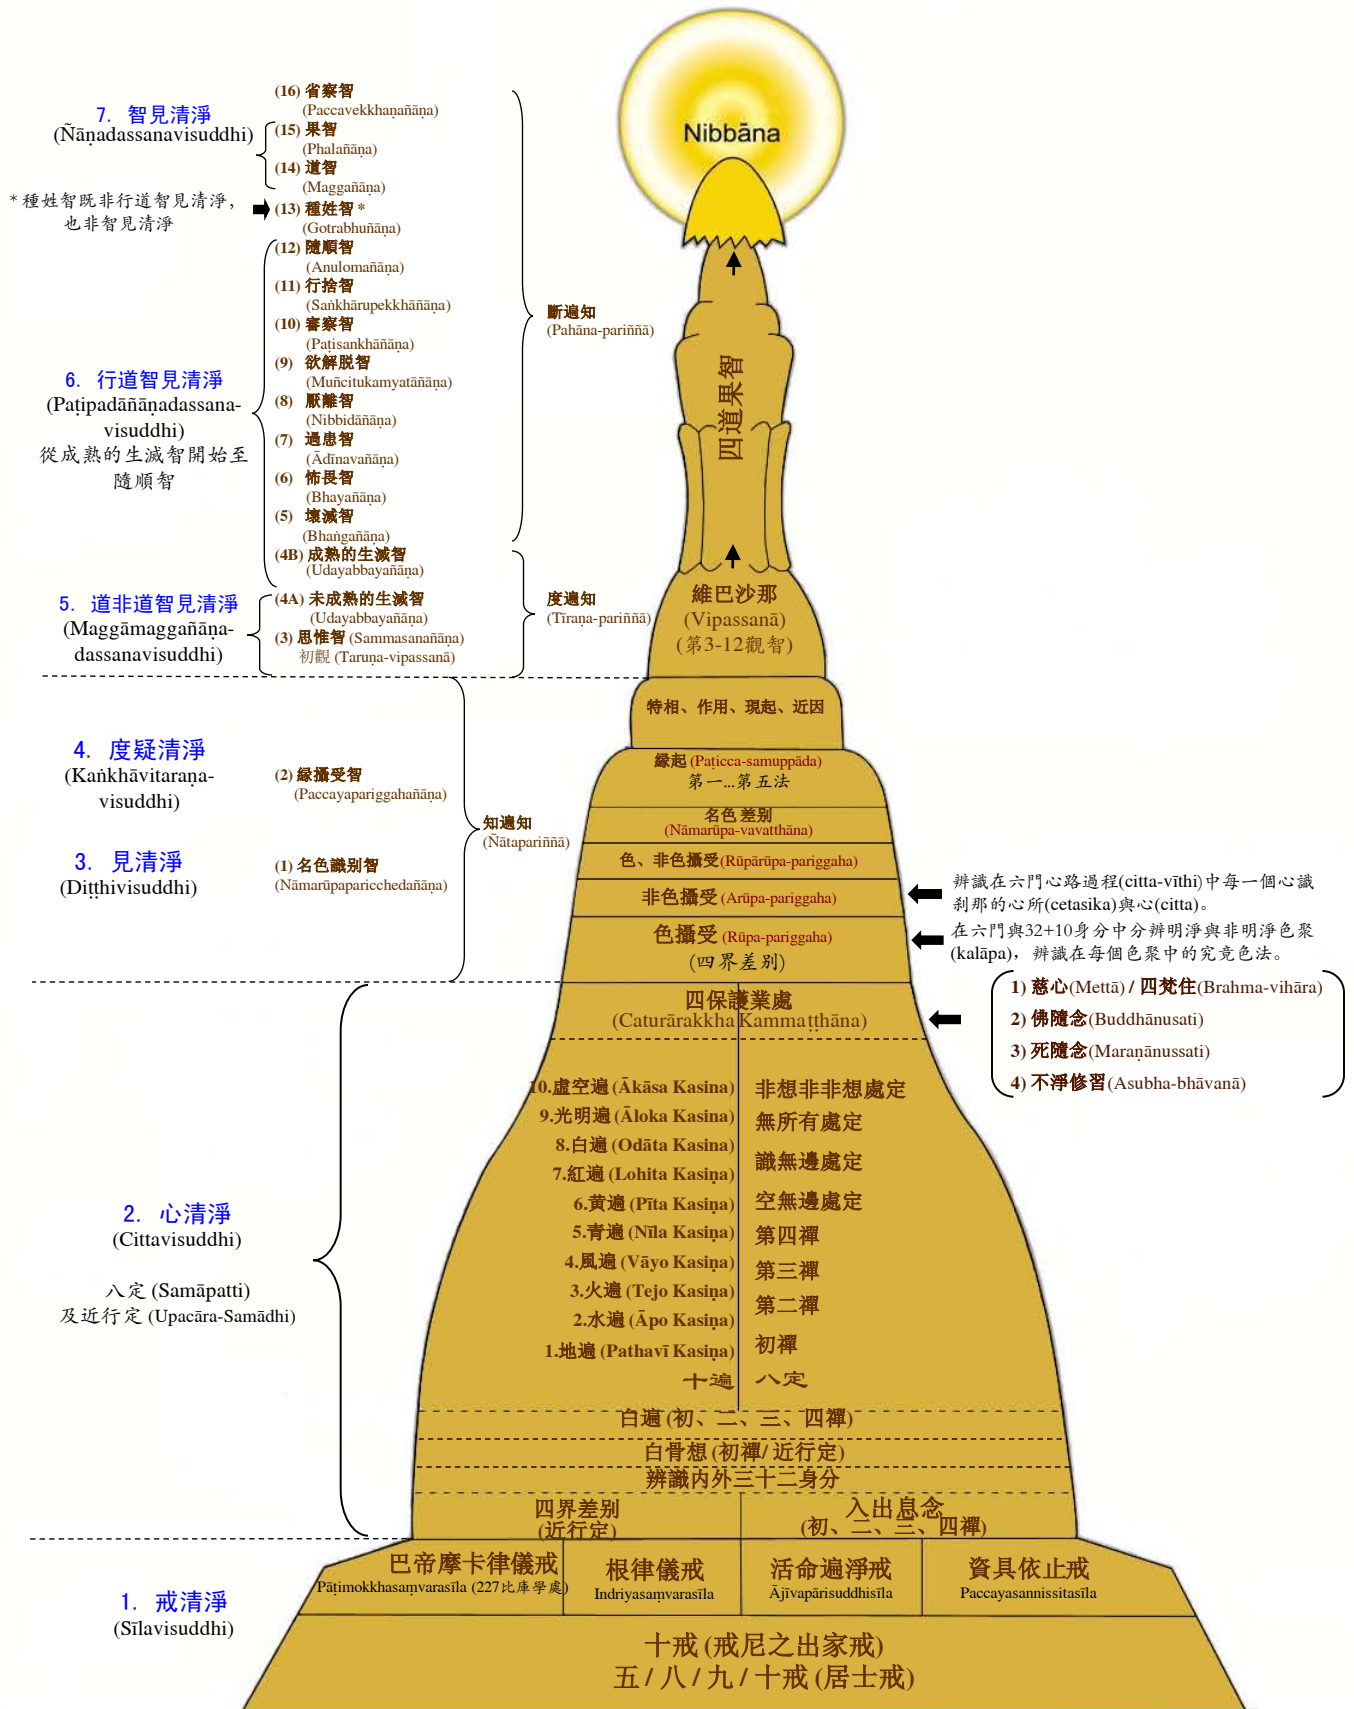 Nibbāna
7. 智見清淨
(Ñāṇadassanavisuddhi)
(16) 省察智
(Paccavekkhaṇañāṇa)
(15) 果智
(Phalañāṇa)
(14) 道智
(Maggañāṇa)
*種姓智既非行道智見清淨，
也非智見清淨
(13) 種姓智 *
(Gotrabhuñāṇa)
(12) 隨順智
(Anulomañāṇa)
(11) 行捨智
(Saṅkhārupekkhāñāṇa)
(10) 審察智
(Paṭisankhāñāṇa)
(9) 欲解脱智
(Muñcitukamyatāñāṇa)
(8) 厭離智
(Nibbidāñāṇa)
(7) 過患智
(Ādīnavañāṇa)
(6) 怖畏智
(Bhayañāṇa)
(5) 壞滅智
(Bhaṅgañāṇa)
(4B) 成熟的生滅智
(Udayabbayañāṇa)
斷遍知
(Pahāna-pariññā)
6. 行道智見清淨
(Paṭipadāñāṇadassana-
visuddhi)
從成熟的生滅智開始至
隨順智
5. 道非道智見清淨
(Maggāmaggañāṇa-
dassanavisuddhi)
(4A) 未成熟的生滅智
(Udayabbayañāṇa)
(3) 思惟智 (Sammasanañāṇa)
初觀 (Taruṇa-vipassanā)
度遍知
(Tīraṇa-pariññā)
四道果智
維巴沙那
(Vipassanā)
(第3-12觀智)
特相、作用、現起、近因
4. 度疑清淨
(Kaṅkhāvitaraṇa-
visuddhi)
(2) 緣攝受智
(Paccayapariggahañāṇa)
3. 見清淨
(Diṭṭhivisuddhi)
(1) 名色識别智
(Nāmarūpaparicchedañāṇa)
知遍知
(Ñātapariññā)
緣起 (Paṭicca-samuppāda)
第一...第五法
名色 差别
(Nāmarūpa-vavatthāna)
色、非色攝受(Rūpārūpa-pariggaha)
非色攝受 (Arūpa-pariggaha)
色攝受 (Rūpa-pariggaha)
(四界差别)
辨識在六門心路過程(citta-vīthi)中每一個心識
刹那的心所(cetasika)與心(citta)。
在六門與32+10身分中分辨明淨與非明淨色聚
(kalāpa)，辨識在每個色聚中的究竟色法。
四保護業處
(Caturārakkha Kammaṭṭhāna)
1) 慈心(Mettā) / 四梵住(Brahma-vihāra)
2) 佛隨念(Buddhānusati)
3) 死隨念(Maraṇānussati)
4) 不淨修習(Asubha-bhāvanā)
2. 心清淨
(Cittavisuddhi)
八定 (Samāpatti)
及近行定 (Upacāra-Samādhi)
10.虛空遍 (Ākāsa Kasina)
9.光明遍 (Āloka Kasina)
8.白遍 (Odāta Kasina)
7.紅遍 (Lohita Kasiṇa)
6.黄遍 (Pīta Kasiṇa)
5.青遍 (Nīla Kasiṇa)
4.風遍 (Vāyo Kasiṇa)
3.火遍 (Tejo Kasiṇa)
2.水遍 (Āpo Kasiṇa)
1.地遍 (Pathavī Kasiṇa)
十遍
非想非非想處定
無所有處定
識無邊處定
空無邊處定
第四禪
第三禪
第二禪
初禪
八定
白遍 (初、二、三、四禪)
白骨想 (初禪/ 近行定)
辨識内外三十二身分
四界差别
(近行定)
入出息念
(初、二、三、四禪)
1. 戒清淨
(Sīlavisuddhi)
巴帝摩卡律儀戒
Pāṭimokkhasaṃvarasīla (227比庫學處)
根律儀戒
Indriyasaṃvarasīla
活命遍淨戒
Ājīvapārisuddhisīla
資具依止戒
Paccayasannissitasīla
十戒 (戒尼之出家戒)
五 / 八 / 九 / 十戒 (居士戒)